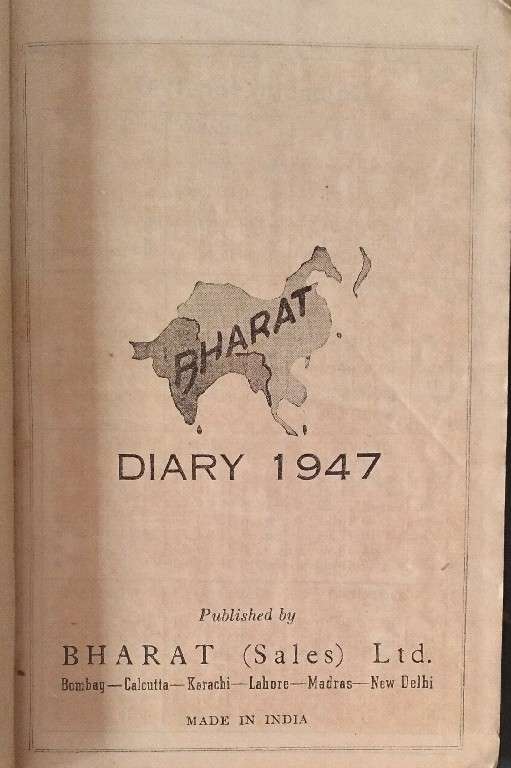 BHARAT
DIARY 1947
Published by
BHARAT (Sales) Ltd.
Bombay—Calcutta—Karachi—Lahore—Madras—New Delhi
MADE IN INDIA